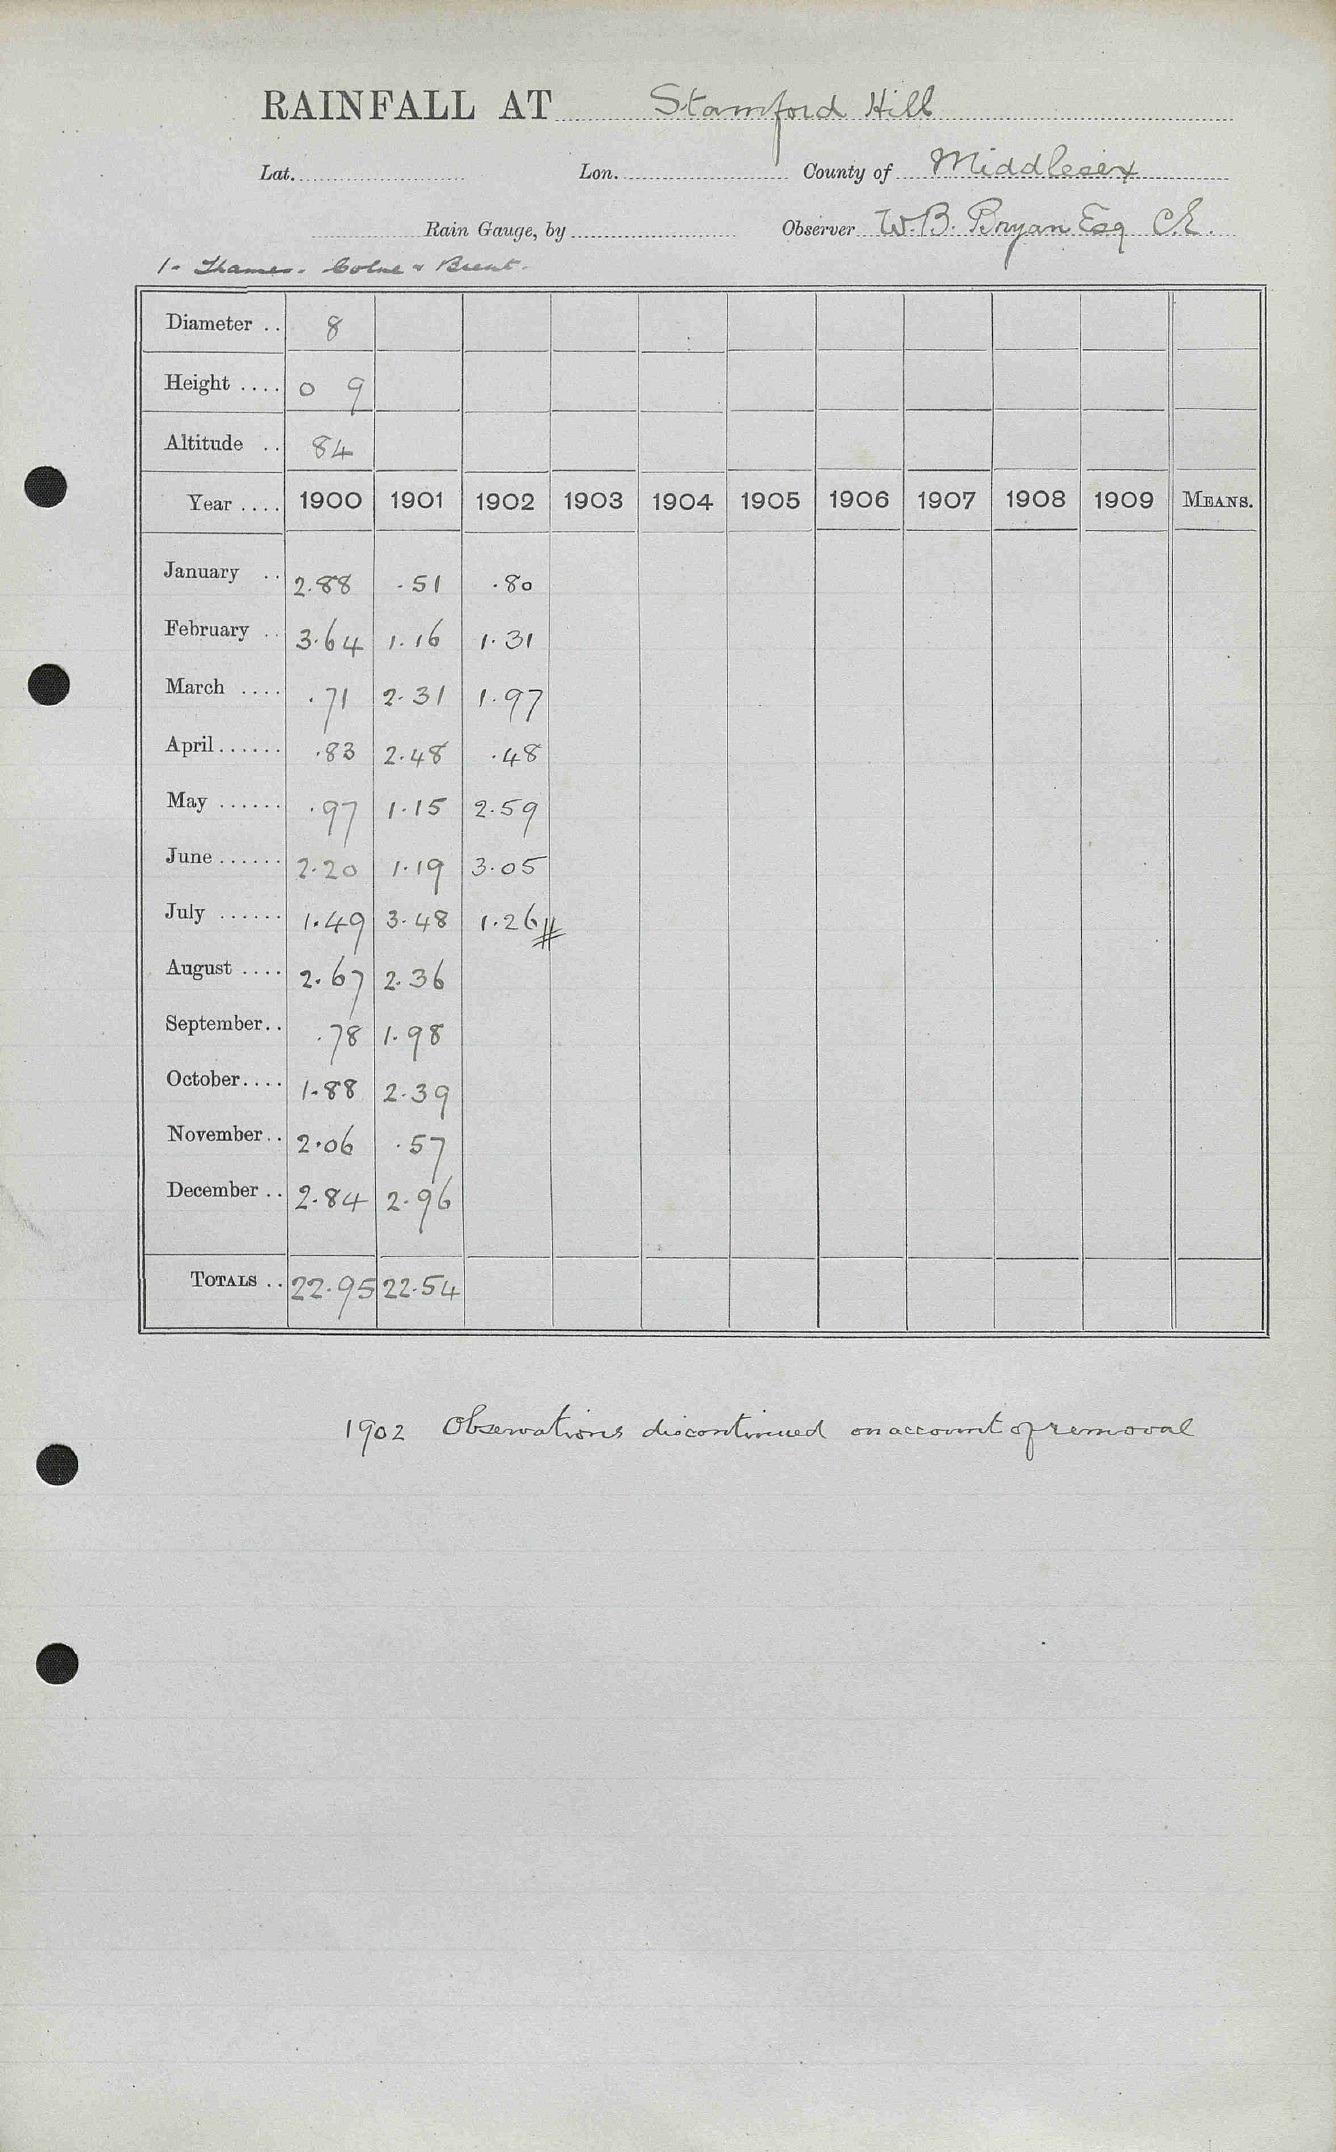 RAINFALL AT Stamford Hill
Lat. Lon. County of Middlesex
Rain Gauge, by Observer W.B. Bryan Esq C.E.
1- Thames. Colne & Brent.
Diameter .. 8
Height .... 0 9
Altitude .. 84
Year .... 1900 1901 1902 1903 1904 1905 1906 1907 1908 1909 MEANS.
January .. 2.88 .51 .80
February .. 3.64 1.16 1.31
March .... .71 2.31 1.97
April...... .83 2.48 .48
May ...... .97 1.15 2.59
June ...... 2.20 1.19 3.05
July ...... 1.49 3.48 1.26
August .... 2.67 2.36
September.. .78 1.98
October.... 1.88 2.39
November.. 2.06 .57
December .. 2.84 2.96
TOTALS .. 22.95 22.54
1902 Observations discontinued on account of removal